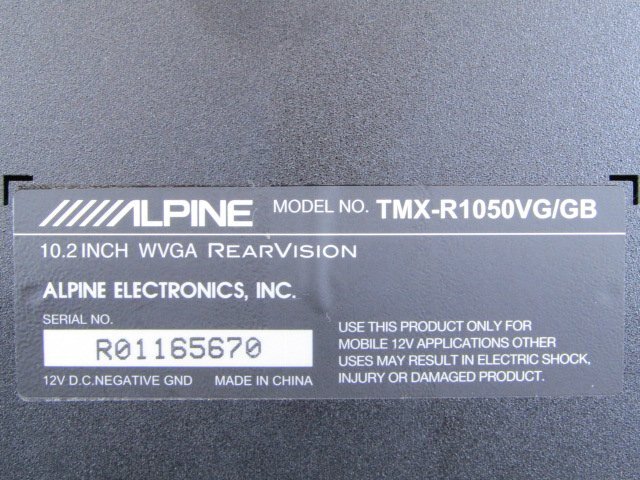 ALPINE MODEL NO. TMX-R1050VG/GB
10.2 INCH WVGA REARVISION
ALPINE ELECTRONICS, INC.
SERIAL NO.
R01165670
12V D.C.NEGATIVE GND MADE IN CHINA
USE THIS PRODUCT ONLY FOR
MOBILE 12V APPLICATIONS OTHER
USES MAY RESULT IN ELECTRIC SHOCK,
INJURY OR DAMAGED PRODUCT.